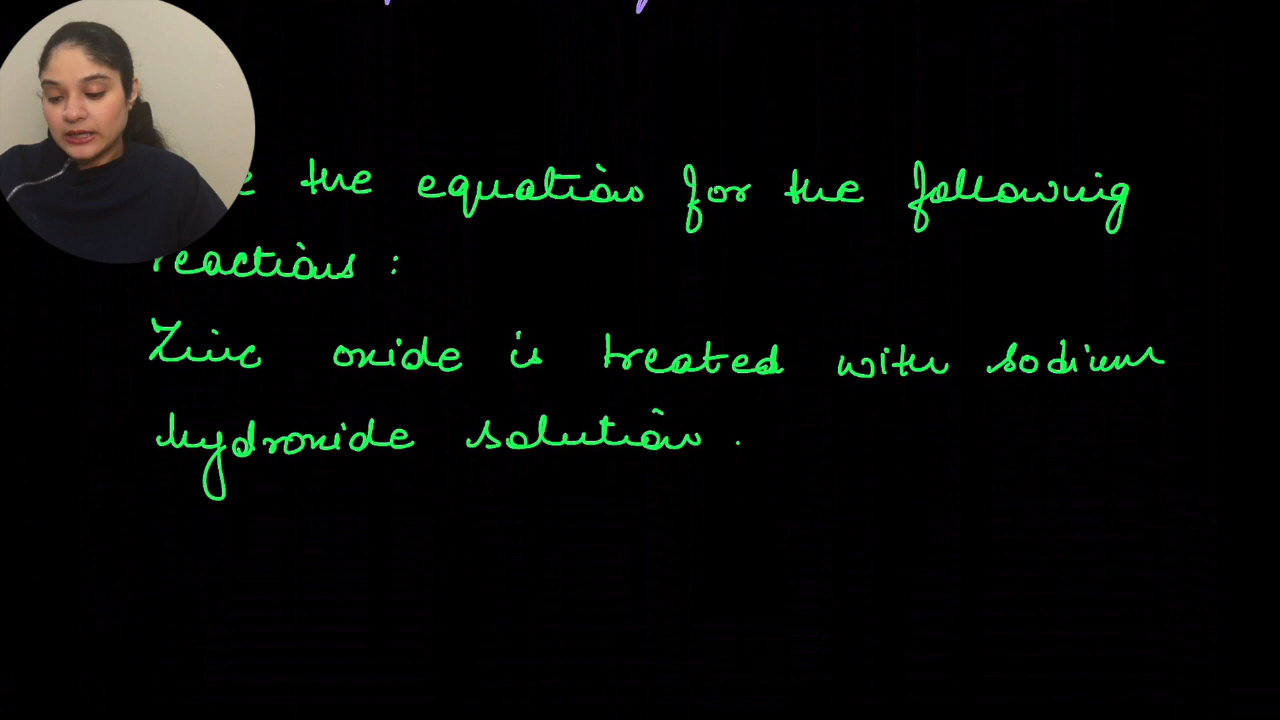 the equation for the following
reactions :
Zinc oxide is treated with sodium
hydroxide solution .